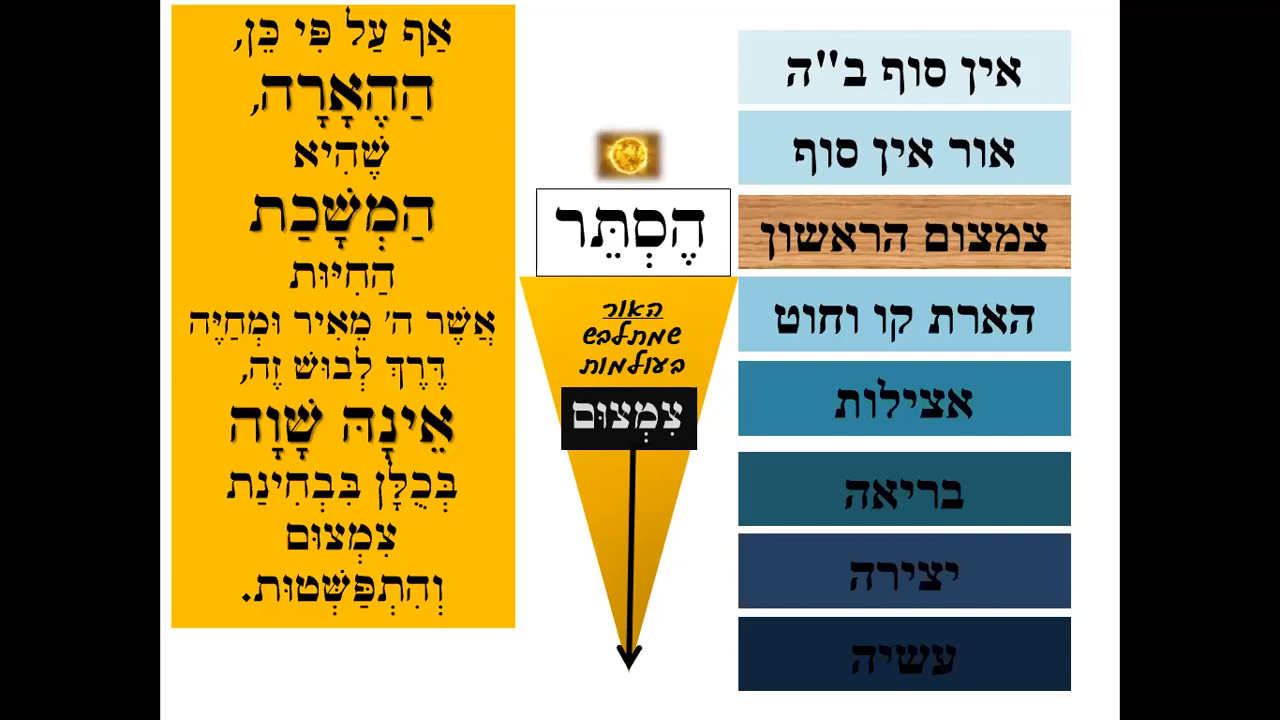 אין סוף ב"ה
אור אין סוף
צמצום הראשון
הארת קו וחוט
אצילות
בריאה
יצירה
עשיה
הֶסְתֵּר
האור
שמתלבש
בעולמות
צִמְצוּם
אַף עַל פִּי כֵּן,
הַהֶאָרָה,
שֶׁהִיא
הַמְשָׁכַת
הַחִיּוּת
אֲשֶׁר ה' מֵאִיר וּמְחַיֶּה
דֶּרֶךְ לְבוּשׁ זֶה,
אֵינָהּ שָׁוָה
בְּכֻלָּן בִּבְחִינַת
צִמְצוּם
וְהִתְפַּשְּׁטוּת.